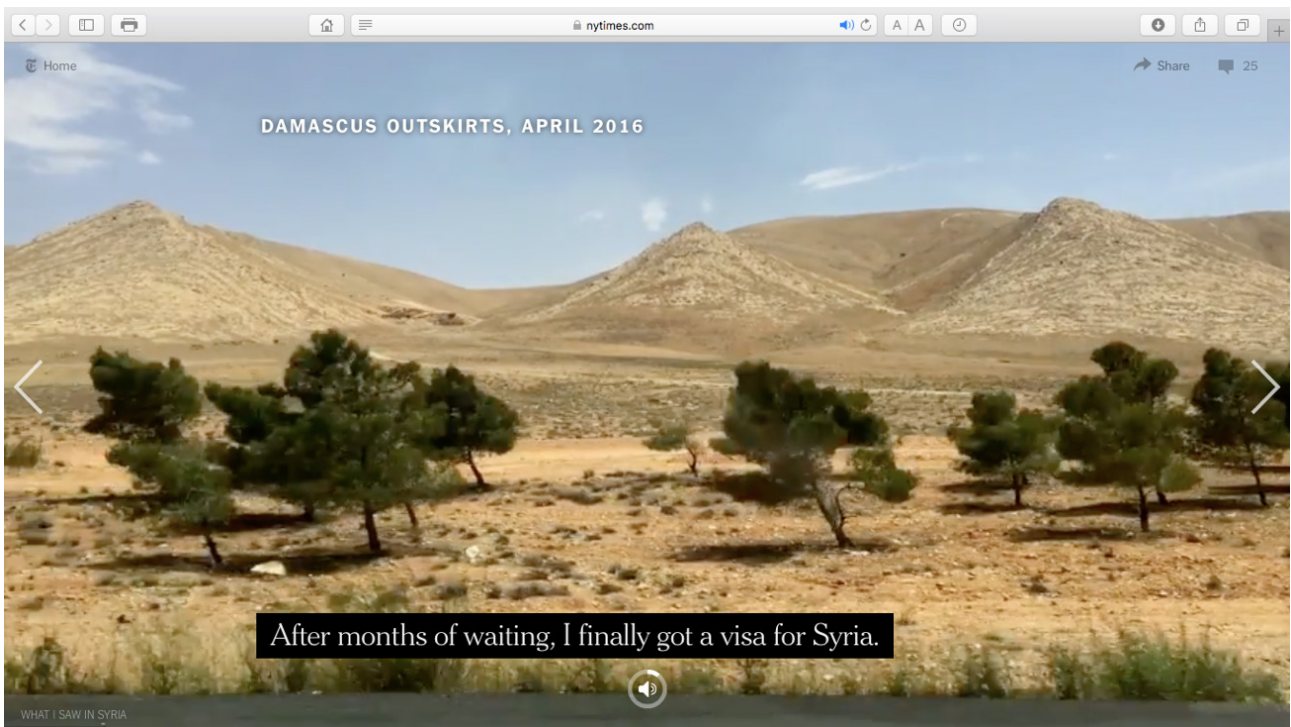 nytimes.com
A A
Home
Share
25
DAMASCUS OUTSKIRTS, APRIL 2016
After months of waiting, I finally got a visa for Syria.
WHAT I SAW IN SYRIA